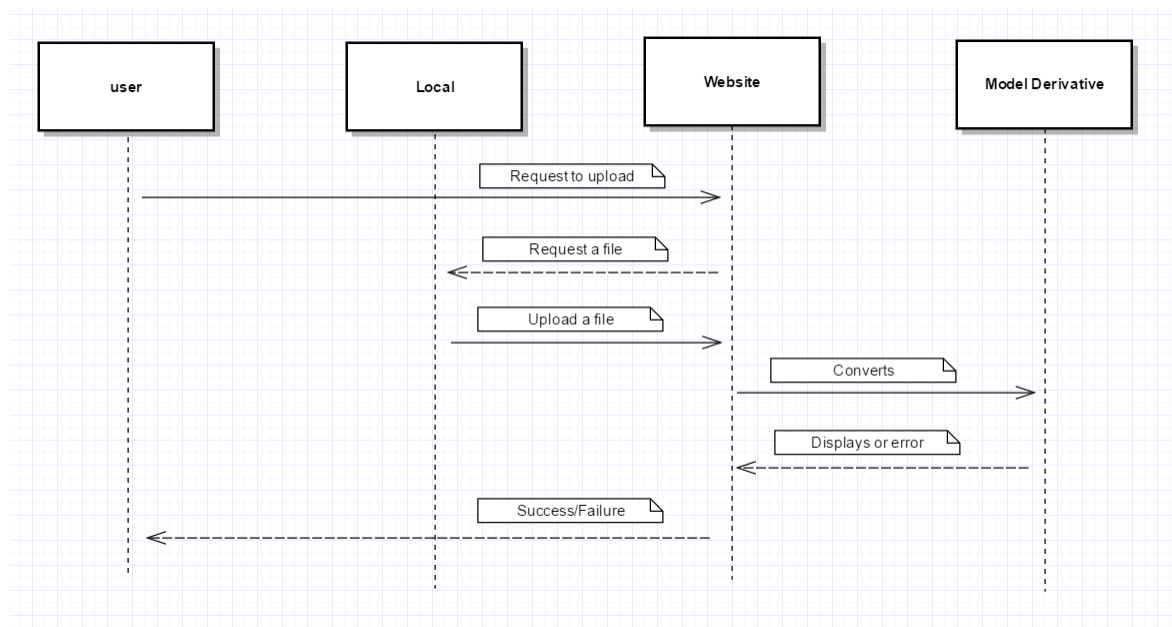 user
Local
Website
Model Derivative
Request to upload
Request a file
Upload a file
Converts
Displays or error
Success/Failure